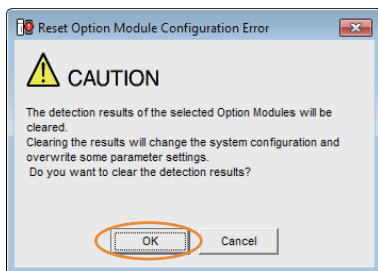 Reset Option Module Configuration Error
CAUTION
The detection results of the selected Option Modules will be
cleared.
Clearing the results will change the system configuration and
overwrite some parameter settings.
Do you want to clear the detection results?
OK
Cancel